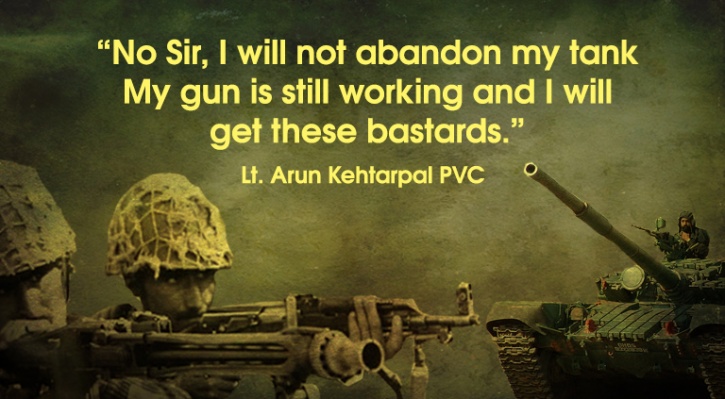 “No Sir, I will not abandon my tank
My gun is still working and I will
get these bastards.”
Lt. Arun Kehtarpal PVC